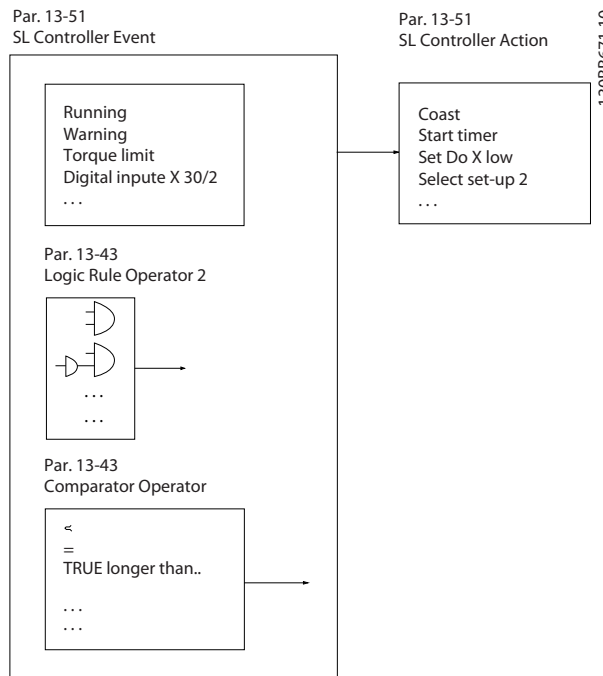 Par. 13-51
SL Controller Event
Par. 13-51
SL Controller Action
Running
Warning
Torque limit
Digital inpute X 30/2
. . .
Coast
Start timer
Set Do X low
Select set-up 2
. . .
Par. 13-43
Logic Rule Operator 2
. . .
. . .
Par. 13-43
Comparator Operator
=
TRUE longer than..
. . .
. . .